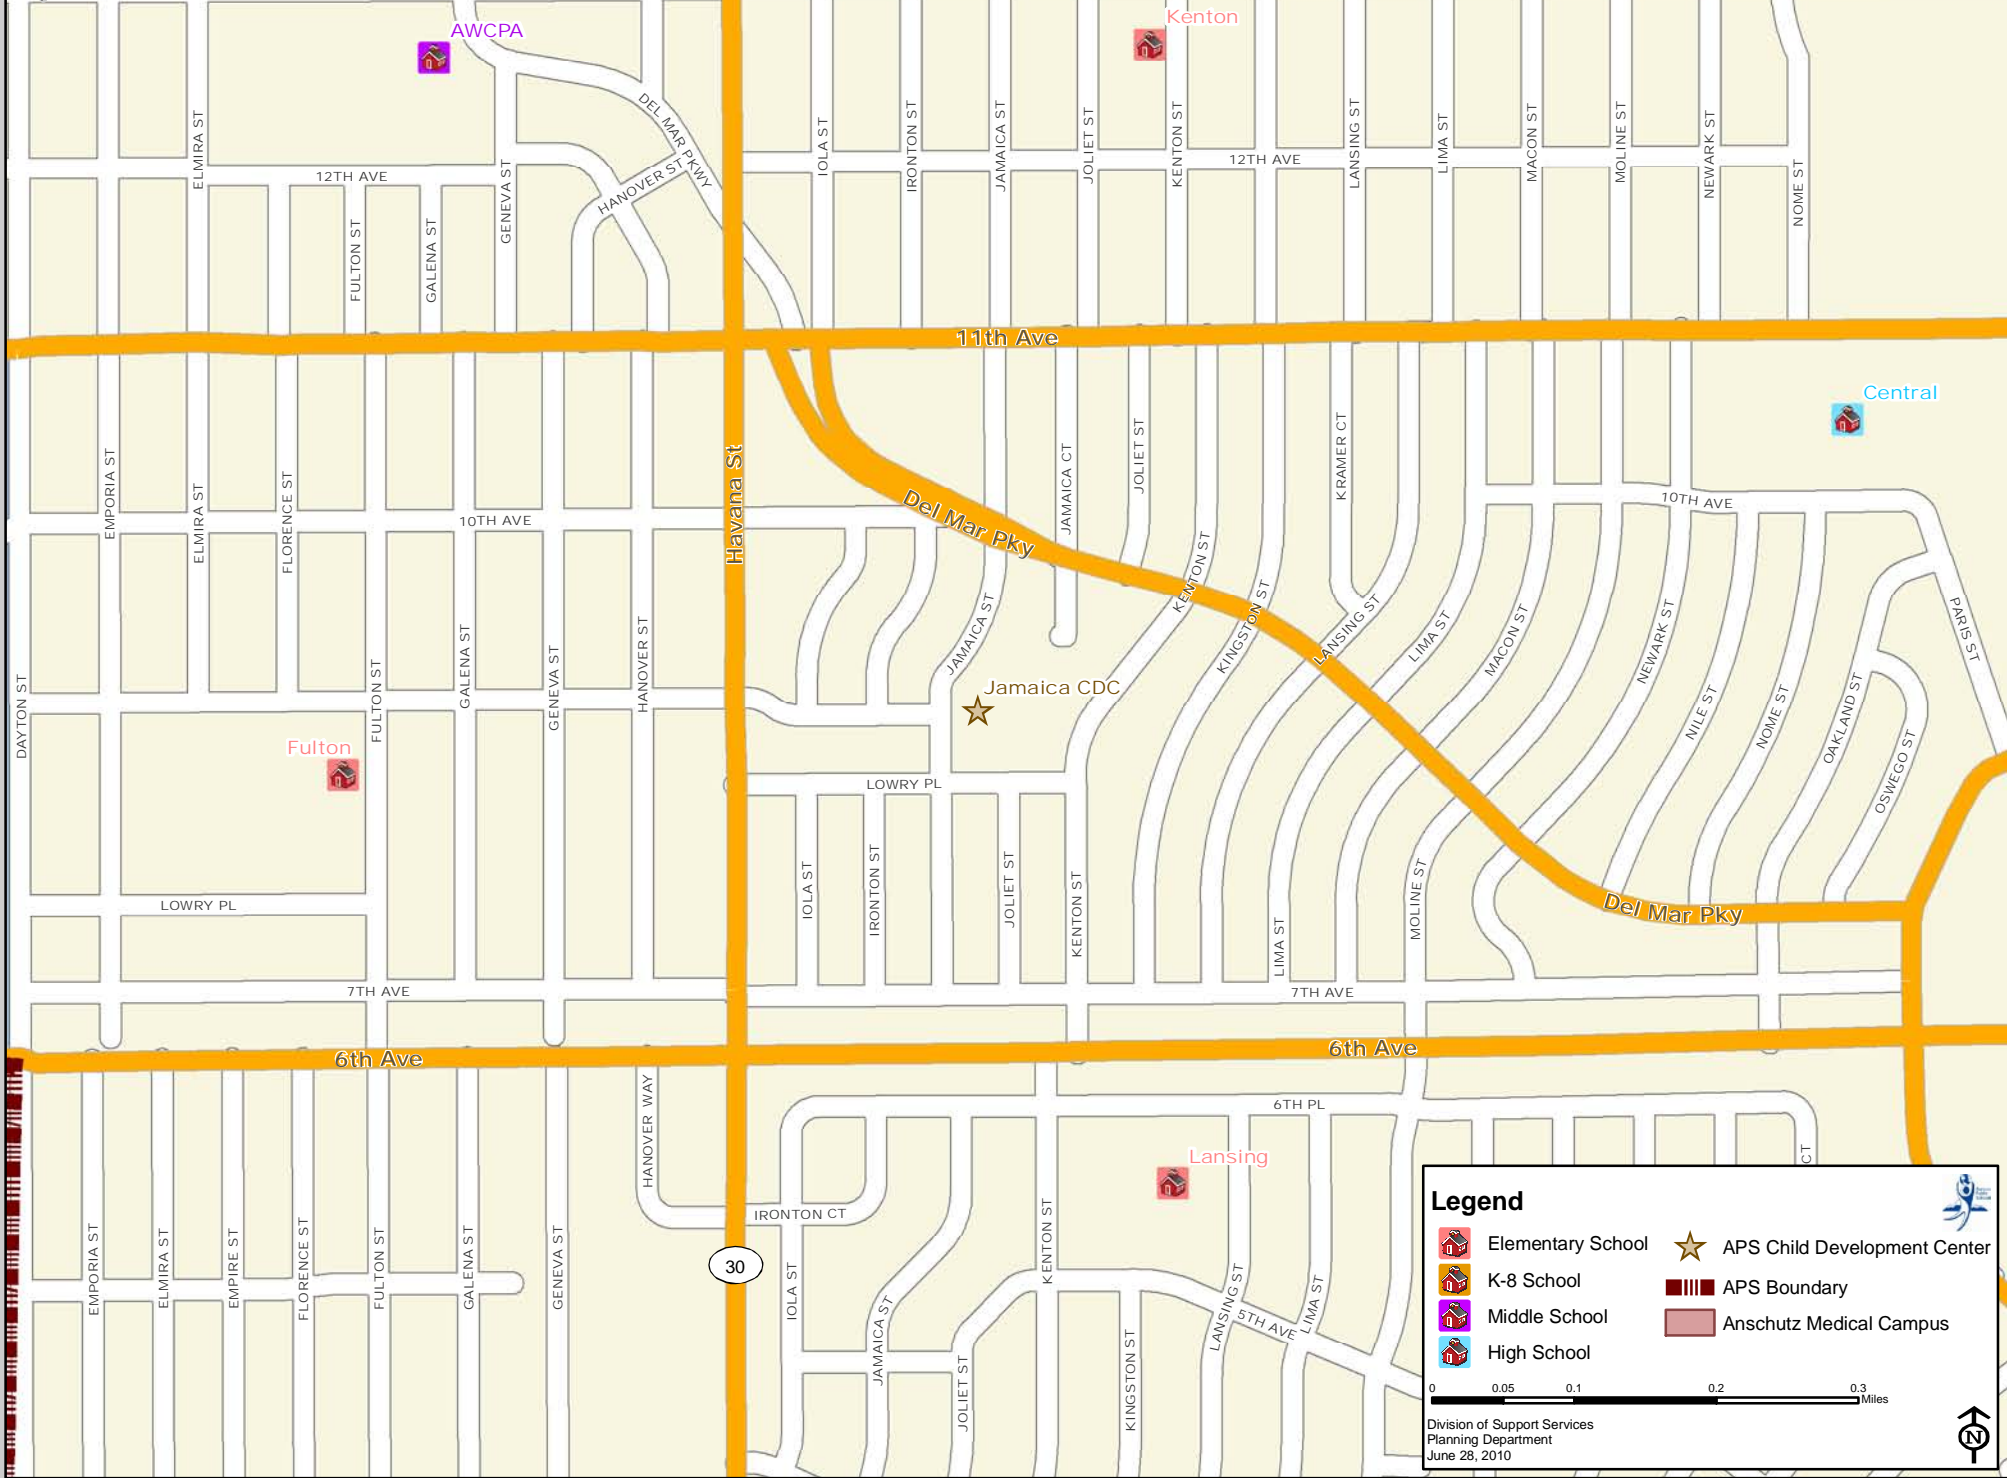 AWCPA
Kenton
DEL MAR PKWY
ELMIRA ST
IOLA ST
IRONTON ST
JAMAICA ST
JOLIET ST
KENTON ST
12TH AVE
LANSING ST
LIMA ST
MACON ST
MOLINE ST
NEWARK ST
NOME ST
12TH AVE
HANOVER ST
GENEVA ST
FULTON ST
GALENA ST
11th Ave
Central
EMPORIA ST
ELMIRA ST
FLORENCE ST
10TH AVE
Havana St
Del Mar Pky
JAMAICA CT
JOLIET ST
KRAMER CT
10TH AVE
KENTON ST
KINGSTON ST
LANSING ST
LIMA ST
MACON ST
NEWARK ST
NILE ST
NOME ST
OAKLAND ST
OSWEGO ST
PARIS ST
DAYTON ST
FULTON ST
GALENA ST
GENEVA ST
HANOVER ST
JAMAICA ST
Jamaica CDC
Fulton
LOWRY PL
LOWRY PL
IOLA ST
IRONTON ST
JOLIET ST
KENTON ST
LIMA ST
MOLINE ST
Del Mar Pky
7TH AVE
7TH AVE
6th Ave
6th Ave
HANOVER WAY
6TH PL
Lansing
CT
IRONTON CT
30
EMPORIA ST
ELMIRA ST
EMPIRE ST
FLORENCE ST
FULTON ST
GALENA ST
GENEVA ST
IOLA ST
JAMAICA ST
JOLIET ST
KENTON ST
KINGSTON ST
LANSING ST
5TH AVE
LIMA ST
Legend
Elementary School
K-8 School
Middle School
High School
APS Child Development Center
APS Boundary
Anschutz Medical Campus
0 0.05 0.1 0.2 0.3
Miles
Division of Support Services
Planning Department
June 28, 2010
N